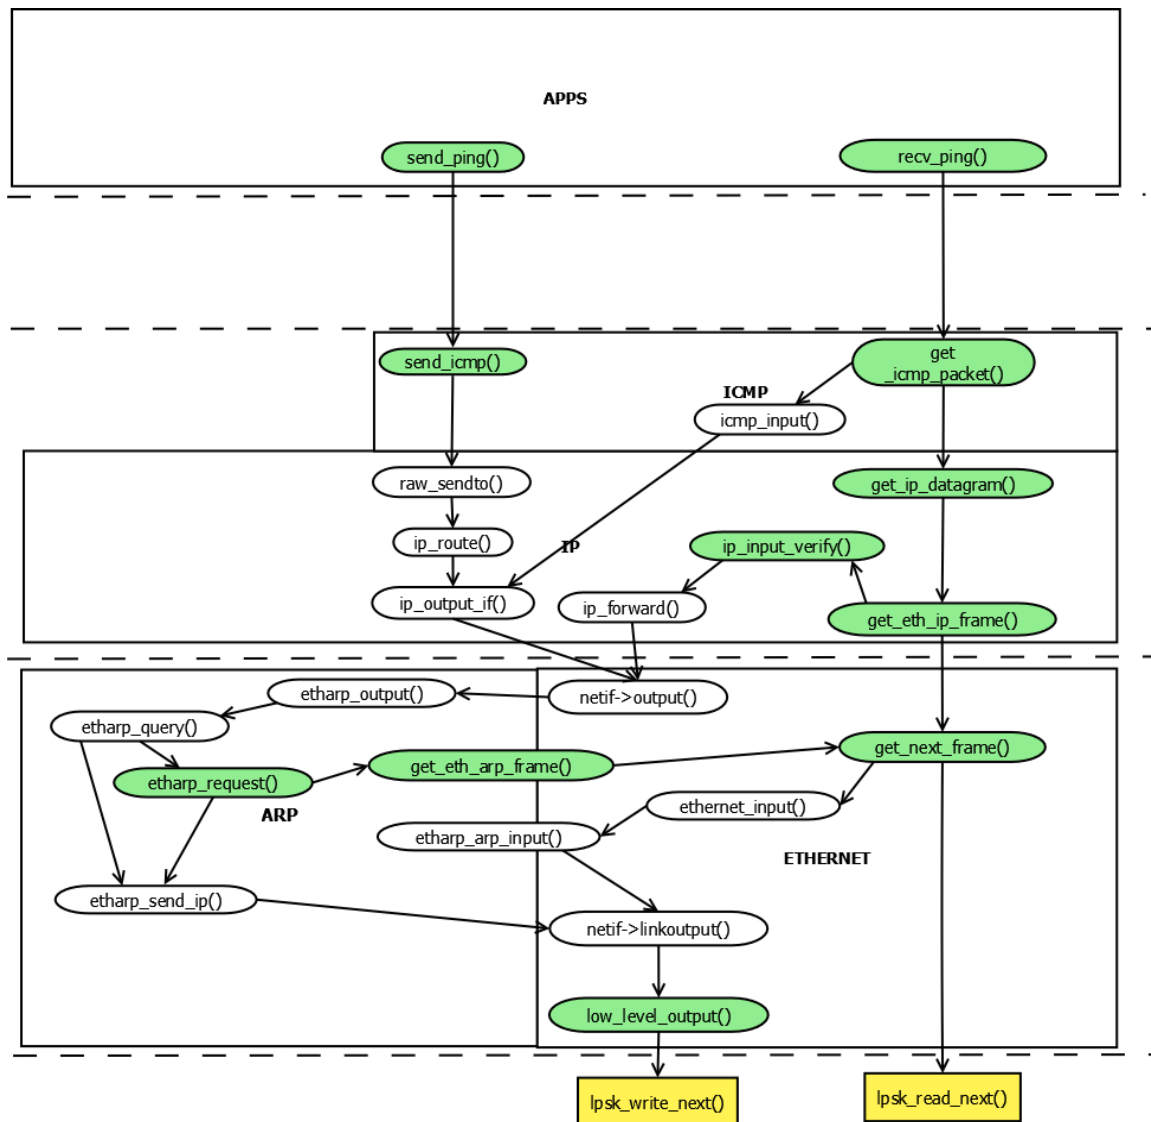 APPS
send_ping()
recv_ping()
send_icmp()
get
_icmp_packet()
ICMP
icmp_input()
raw_sendto()
get_ip_datagram()
ip_route()
IP
ip_input_verify()
ip_output_if()
ip_forward()
get_eth_ip_frame()
etharp_output()
netif->output()
etharp_query()
get_next_frame()
etharp_request()
get_eth_arp_frame()
ethernet_input()
ARP
etharp_arp_input()
ETHERNET
etharp_send_ip()
netif->linkoutput()
low_level_output()
lpsk_write_next()
lpsk_read_next()